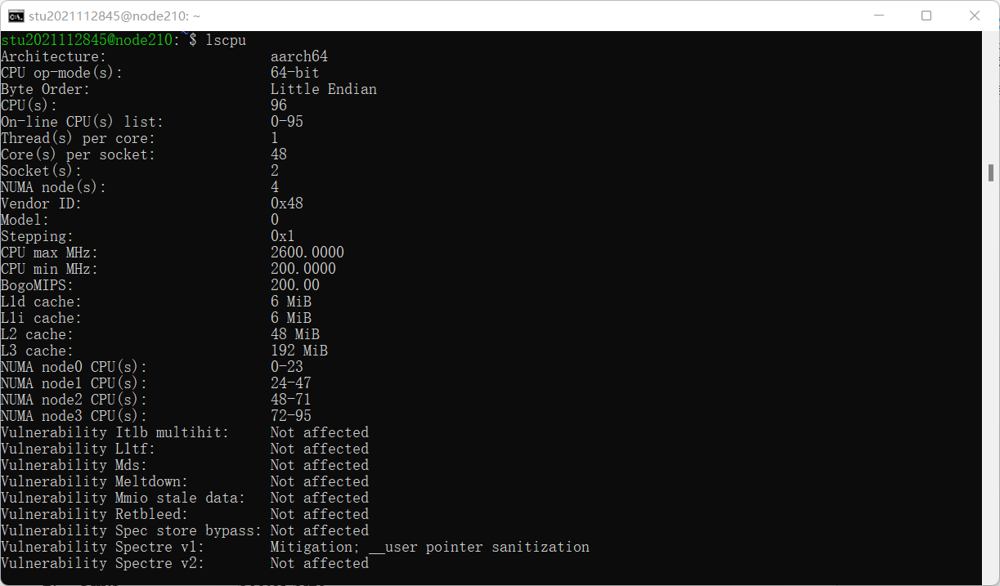 stu2021112845@node210: ~
stu2021112845@node210:~$ lscpu
Architecture: aarch64
CPU op-mode(s): 64-bit
Byte Order: Little Endian
CPU(s): 96
On-line CPU(s) list: 0-95
Thread(s) per core: 1
Core(s) per socket: 48
Socket(s): 2
NUMA node(s): 4
Vendor ID: 0x48
Model: 0
Stepping: 0x1
CPU max MHz: 2600.0000
CPU min MHz: 200.0000
BogoMIPS: 200.00
L1d cache: 6 MiB
L1i cache: 6 MiB
L2 cache: 48 MiB
L3 cache: 192 MiB
NUMA node0 CPU(s): 0-23
NUMA node1 CPU(s): 24-47
NUMA node2 CPU(s): 48-71
NUMA node3 CPU(s): 72-95
Vulnerability Itlb multihit: Not affected
Vulnerability L1tf: Not affected
Vulnerability Mds: Not affected
Vulnerability Meltdown: Not affected
Vulnerability Mmio stale data: Not affected
Vulnerability Retbleed: Not affected
Vulnerability Spec store bypass: Not affected
Vulnerability Spectre v1: Mitigation; __user pointer sanitization
Vulnerability Spectre v2: Not affected